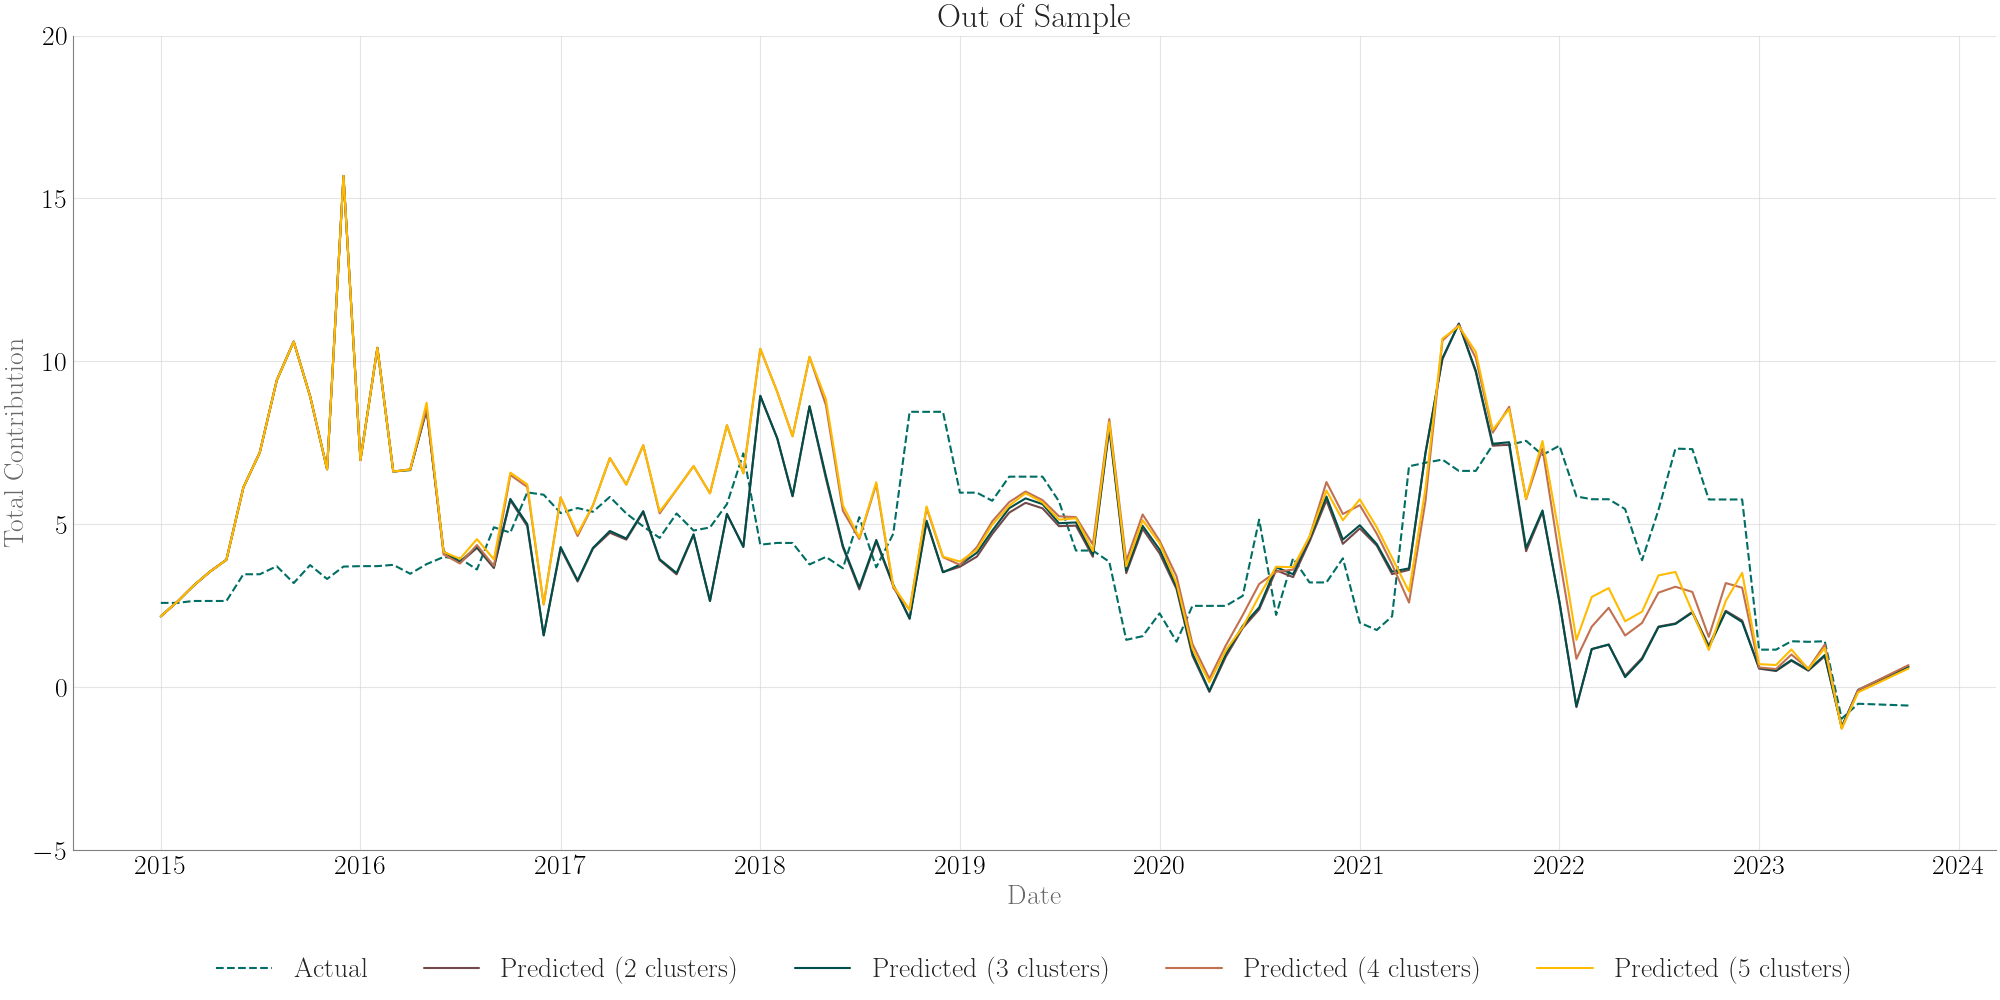 Out of Sample
Total Contribution
20
15
10
5
0
−5
2015 2016 2017 2018 2019 2020 2021 2022 2023 2024
Date
Actual Predicted (2 clusters) Predicted (3 clusters) Predicted (4 clusters) Predicted (5 clusters)